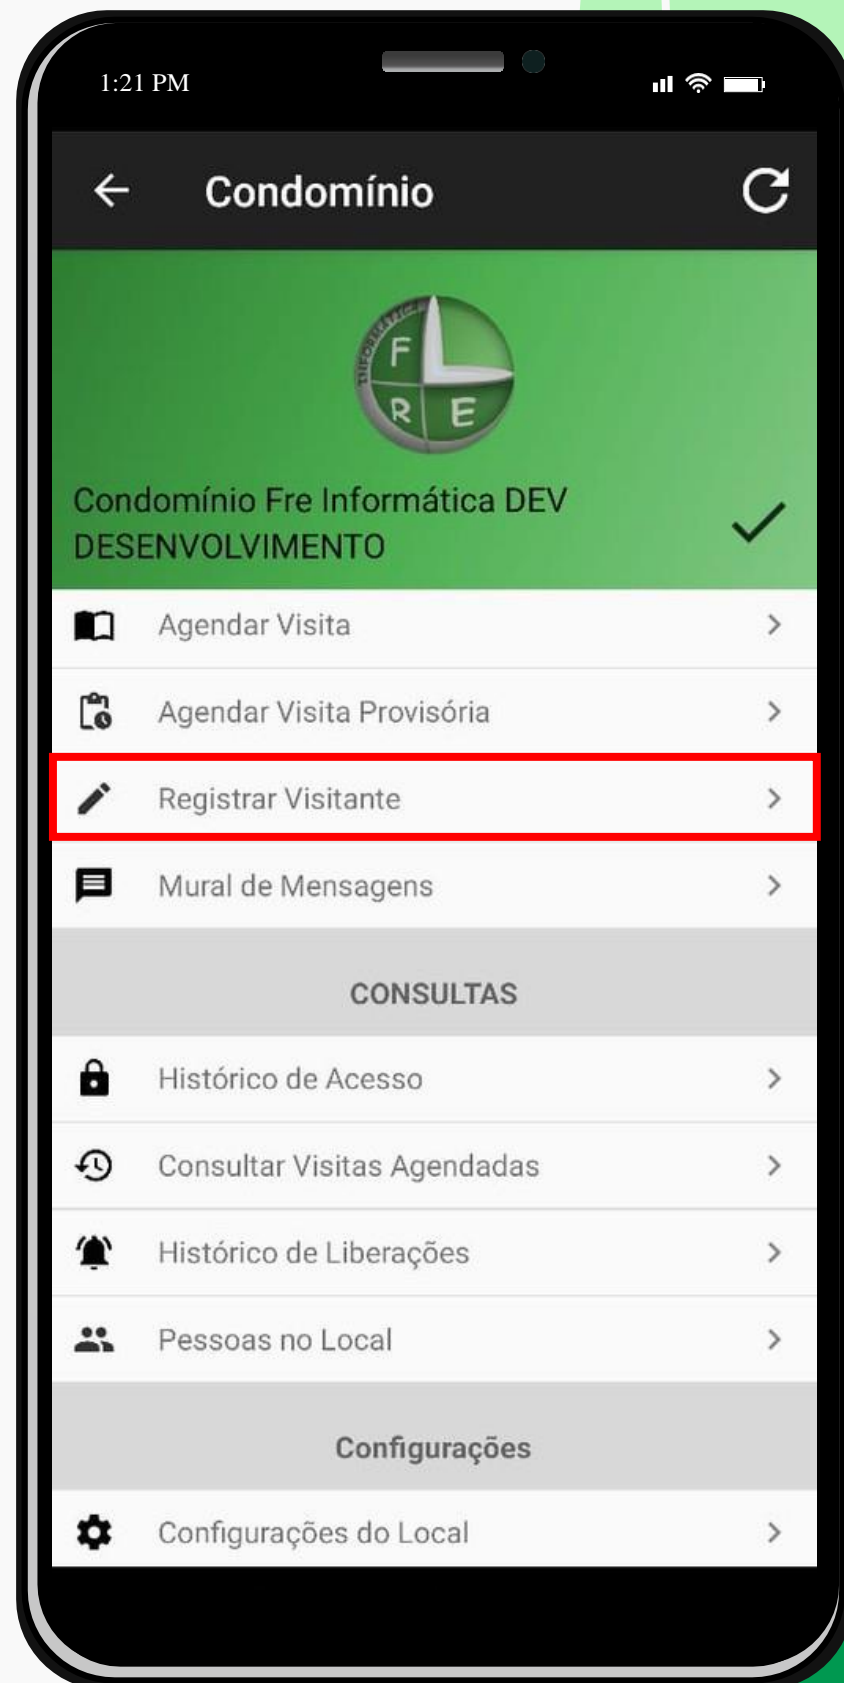 1:21 PM
Condomínio
INFORMÁTICA
F
R E
Condomínio Fre Informática DEV
DESENVOLVIMENTO
Agendar Visita
Agendar Visita Provisória
Registrar Visitante
Mural de Mensagens
CONSULTAS
Histórico de Acesso
Consultar Visitas Agendadas
Histórico de Liberações
Pessoas no Local
Configurações
Configurações do Local